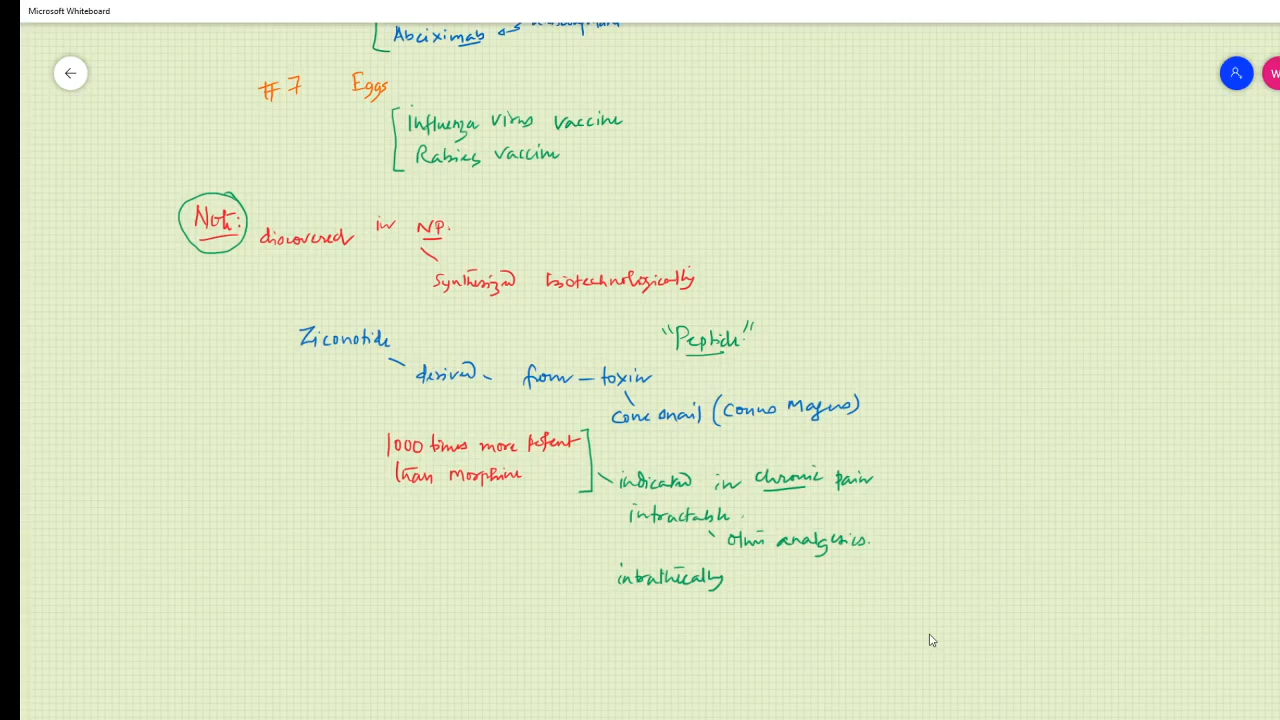 Microsoft Whiteboard
Abciximab
W
#7 Eggs
Influenza virus vaccine
Rabies vaccine
Note:
discovered in NP.
synthesized biotechnologically
Ziconotide
"Peptide."
derived from - toxin
cone snail (Conus Magus)
1000 times more potent
than morphine
indicated in chronic pain
intractable
other analgesics.
intrathecally